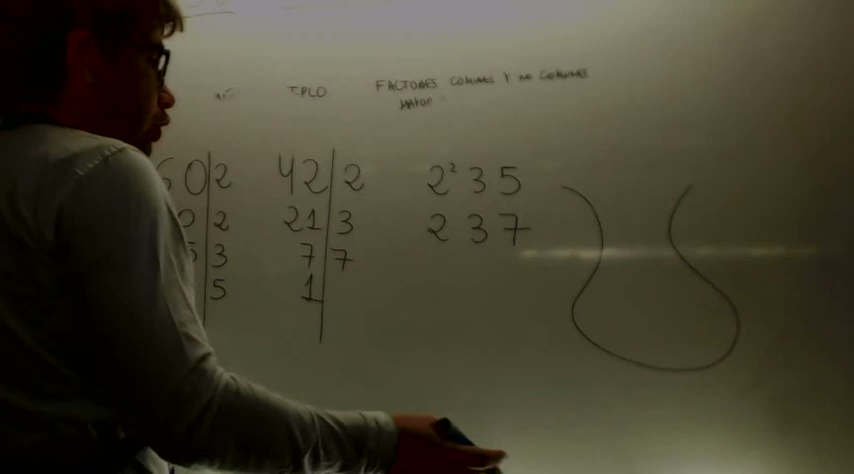 FACTORES COMUNES Y NO COMUNES
MAYOR
60 2 42 2 2² 3 5
2 21 3 2 3 7
3 7 7
5 1